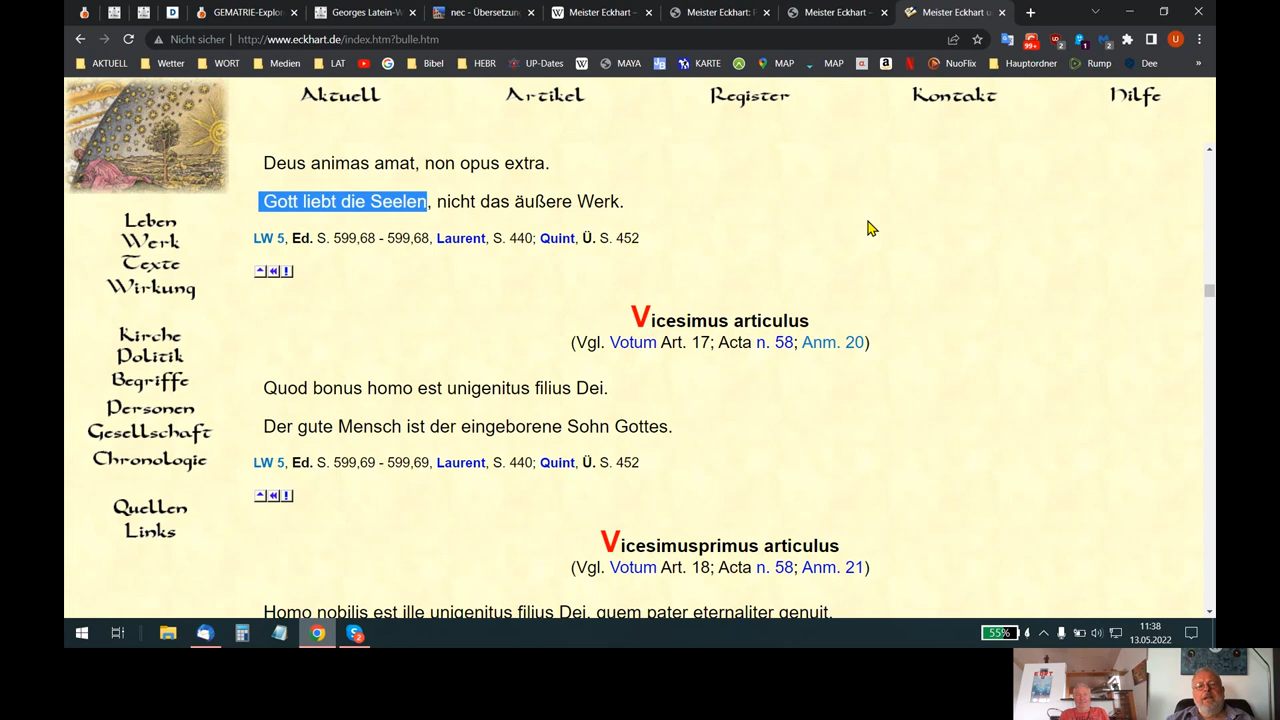 GEMATRIE-Explor
Georges Latein-W
nec - Übersetzun
Meister Eckhart –
Meister Eckhart: P
Meister Eckhart –
Meister Eckhart u
Nicht sicher | http://www.eckhart.de/index.htm?bulle.htm
AKTUELL Wetter WORT Medien LAT Bibel HEBR UP-Dates MAYA KARTE MAP MAP NuoFlix Hauptordner Rump Dee »
Aktuell Artikel Register Kontakt Hilfe
Leben
Werk
Texte
Wirkung
Kirche
Politik
Begriffe
Personen
Gesellschaft
Chronologie
Quellen
Links
Deus animas amat, non opus extra.
Gott liebt die Seelen, nicht das äußere Werk.
LW 5, Ed. S. 599,68 - 599,68, Laurent, S. 440; Quint, Ü. S. 452
Vicesimus articulus
(Vgl. Votum Art. 17; Acta n. 58; Anm. 20)
Quod bonus homo est unigenitus filius Dei.
Der gute Mensch ist der eingeborene Sohn Gottes.
LW 5, Ed. S. 599,69 - 599,69, Laurent, S. 440; Quint, Ü. S. 452
Vicesimusprimus articulus
(Vgl. Votum Art. 18; Acta n. 58; Anm. 21)
Homo nobilis est ille unigenitus filius Dei, quem pater eternaliter genuit.
55%
11:38
13.05.2022